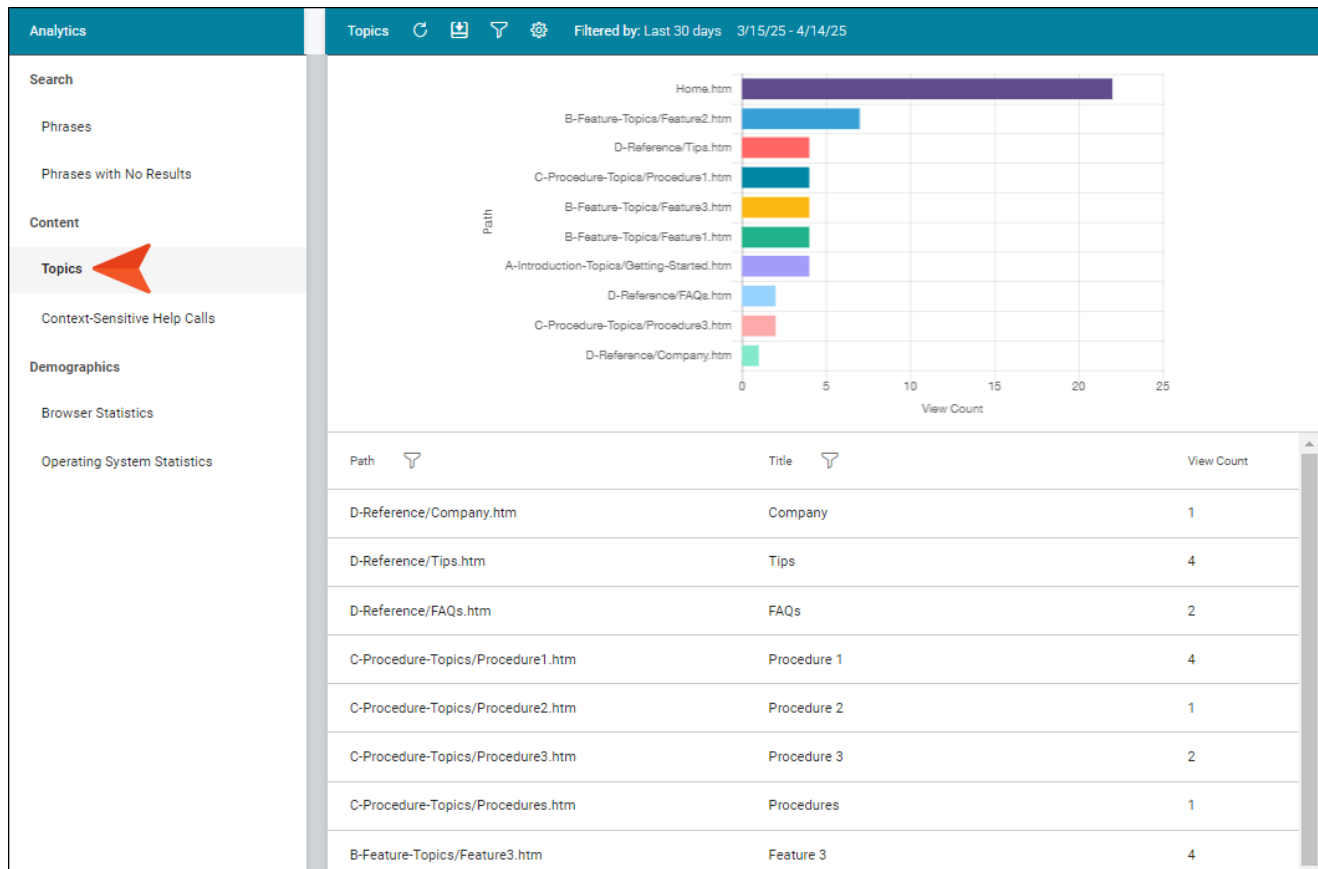 Analytics
Search
Phrases
Phrases with No Results
Content
Topics
Context-Sensitive Help Calls
Demographics
Browser Statistics
Operating System Statistics
Topics Filtered by: Last 30 days 3/15/25 - 4/14/25
Path
Home.htm
B-Feature-Topics/Feature2.htm
D-Reference/Tips.htm
C-Procedure-Topics/Procedure1.htm
B-Feature-Topics/Feature3.htm
B-Feature-Topics/Feature1.htm
A-Introduction-Topics/Getting-Started.htm
D-Reference/FAQs.htm
C-Procedure-Topics/Procedure3.htm
D-Reference/Company.htm
0 5 10 15 20 25
View Count
Path Title View Count
D-Reference/Company.htm Company 1
D-Reference/Tips.htm Tips 4
D-Reference/FAQs.htm FAQs 2
C-Procedure-Topics/Procedure1.htm Procedure 1 4
C-Procedure-Topics/Procedure2.htm Procedure 2 1
C-Procedure-Topics/Procedure3.htm Procedure 3 2
C-Procedure-Topics/Procedures.htm Procedures 1
B-Feature-Topics/Feature3.htm Feature 3 4